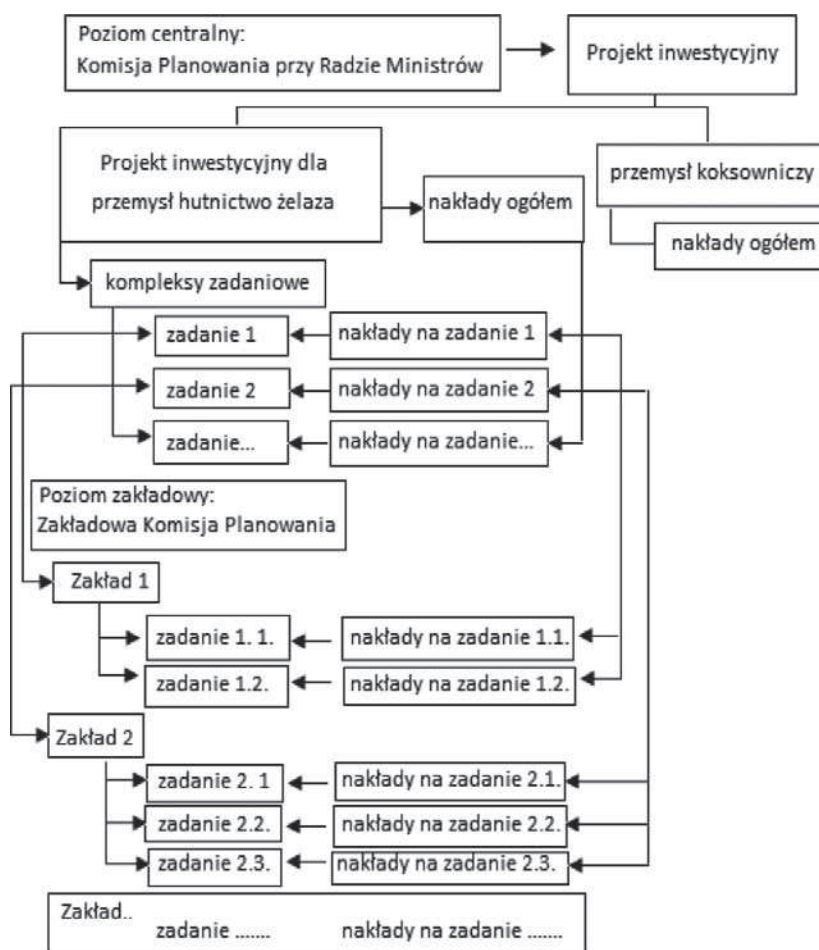 Poziom centralny:
Komisja Planowania przy Radzie Ministrów
Projekt inwestycyjny
Projekt inwestycyjny dla
przemysł hutnictwo żelaza
nakłady ogółem
przemysł koksowniczy
nakłady ogółem
kompleksy zadaniowe
zadanie 1
nakłady na zadanie 1
zadanie 2
nakłady na zadanie 2
zadanie...
nakłady na zadanie...
Poziom zakładowy:
Zakładowa Komisja Planowania
Zakład 1
zadanie 1. 1.
nakłady na zadanie 1.1.
zadanie 1.2.
nakłady na zadanie 1.2.
Zakład 2
zadanie 2. 1
nakłady na zadanie 2.1.
zadanie 2.2.
nakłady na zadanie 2.2.
zadanie 2.3.
nakłady na zadanie 2.3.
Zakład..
zadanie .......
nakłady na zadanie .......